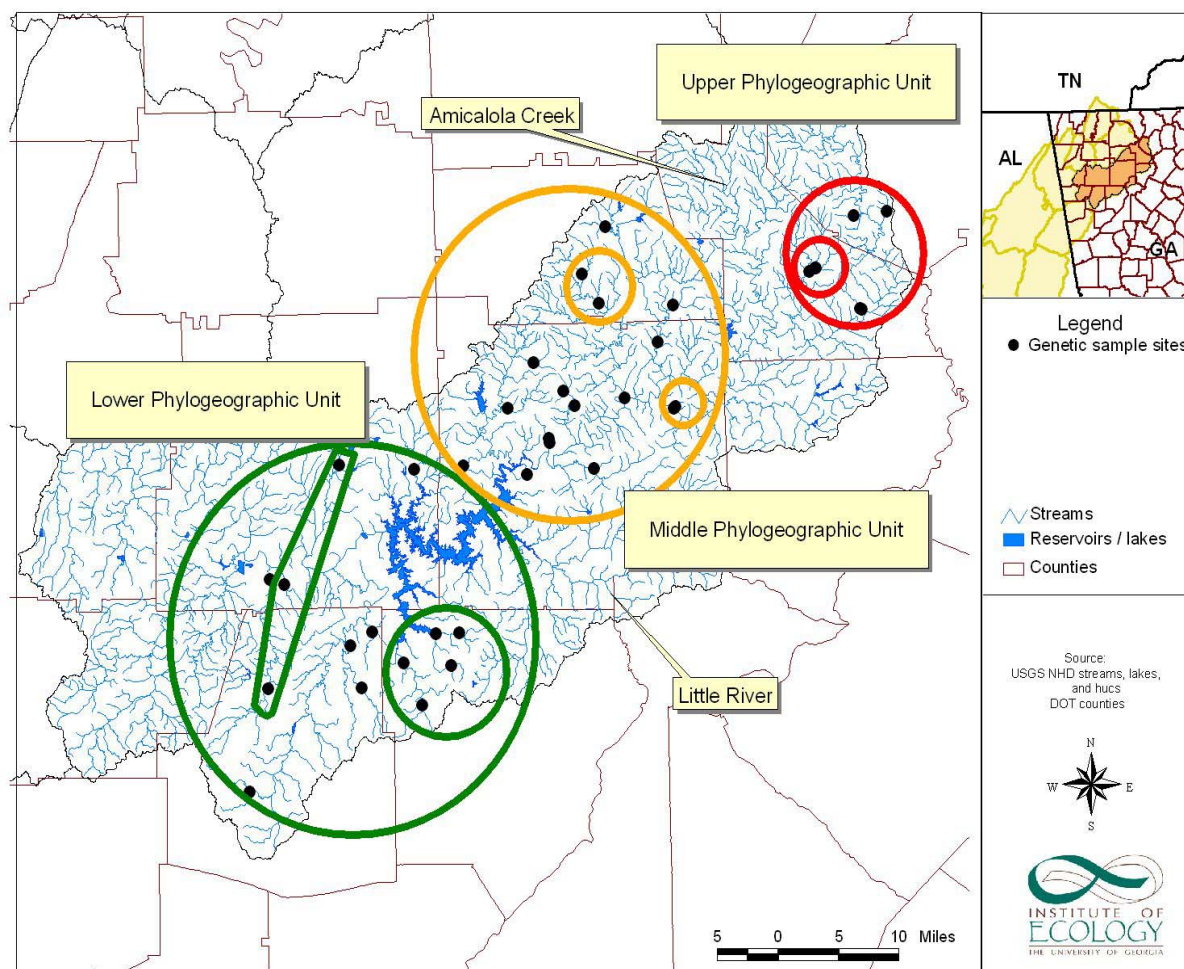 Upper Phylogeographic Unit
Amicalola Creek
Lower Phylogeographic Unit
Middle Phylogeographic Unit
Little River
5 0 5 10 Miles
TN
AL
GA
Legend
Genetic sample sites
Streams
Reservoirs / lakes
Counties
Source:
USGS NHD streams, lakes,
and hucs
DOT counties
N
W E
S
INSTITUTE OF
ECOLOGY
THE UNIVERSITY OF GEORGIA